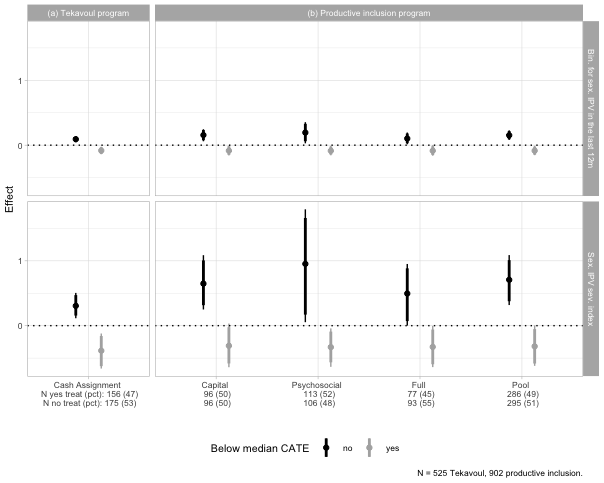 (a) Tekavoul program
(b) Productive inclusion program
Effect
1
0
Bin. for sex. IPV in the last 12m
1
0
Sex. IPV sev. index
Cash Assignment
N yes treat (pct): 156 (47)
N no treat (pct): 175 (53)
Capital
96 (50)
96 (50)
Psychosocial
113 (52)
106 (48)
Full
77 (45)
93 (55)
Pool
286 (49)
295 (51)
Below median CATE no yes
N = 525 Tekavoul, 902 productive inclusion.